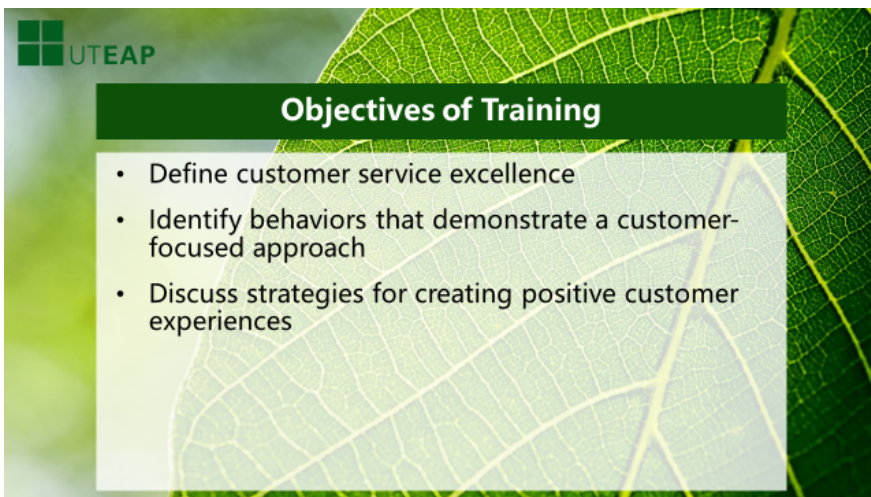 UTEAP
Objectives of Training
• Define customer service excellence
• Identify behaviors that demonstrate a customer-
focused approach
• Discuss strategies for creating positive customer
experiences